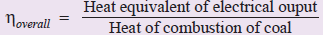 η_overall = Heat equivalent of electrical ouput / Heat of combustion of coal